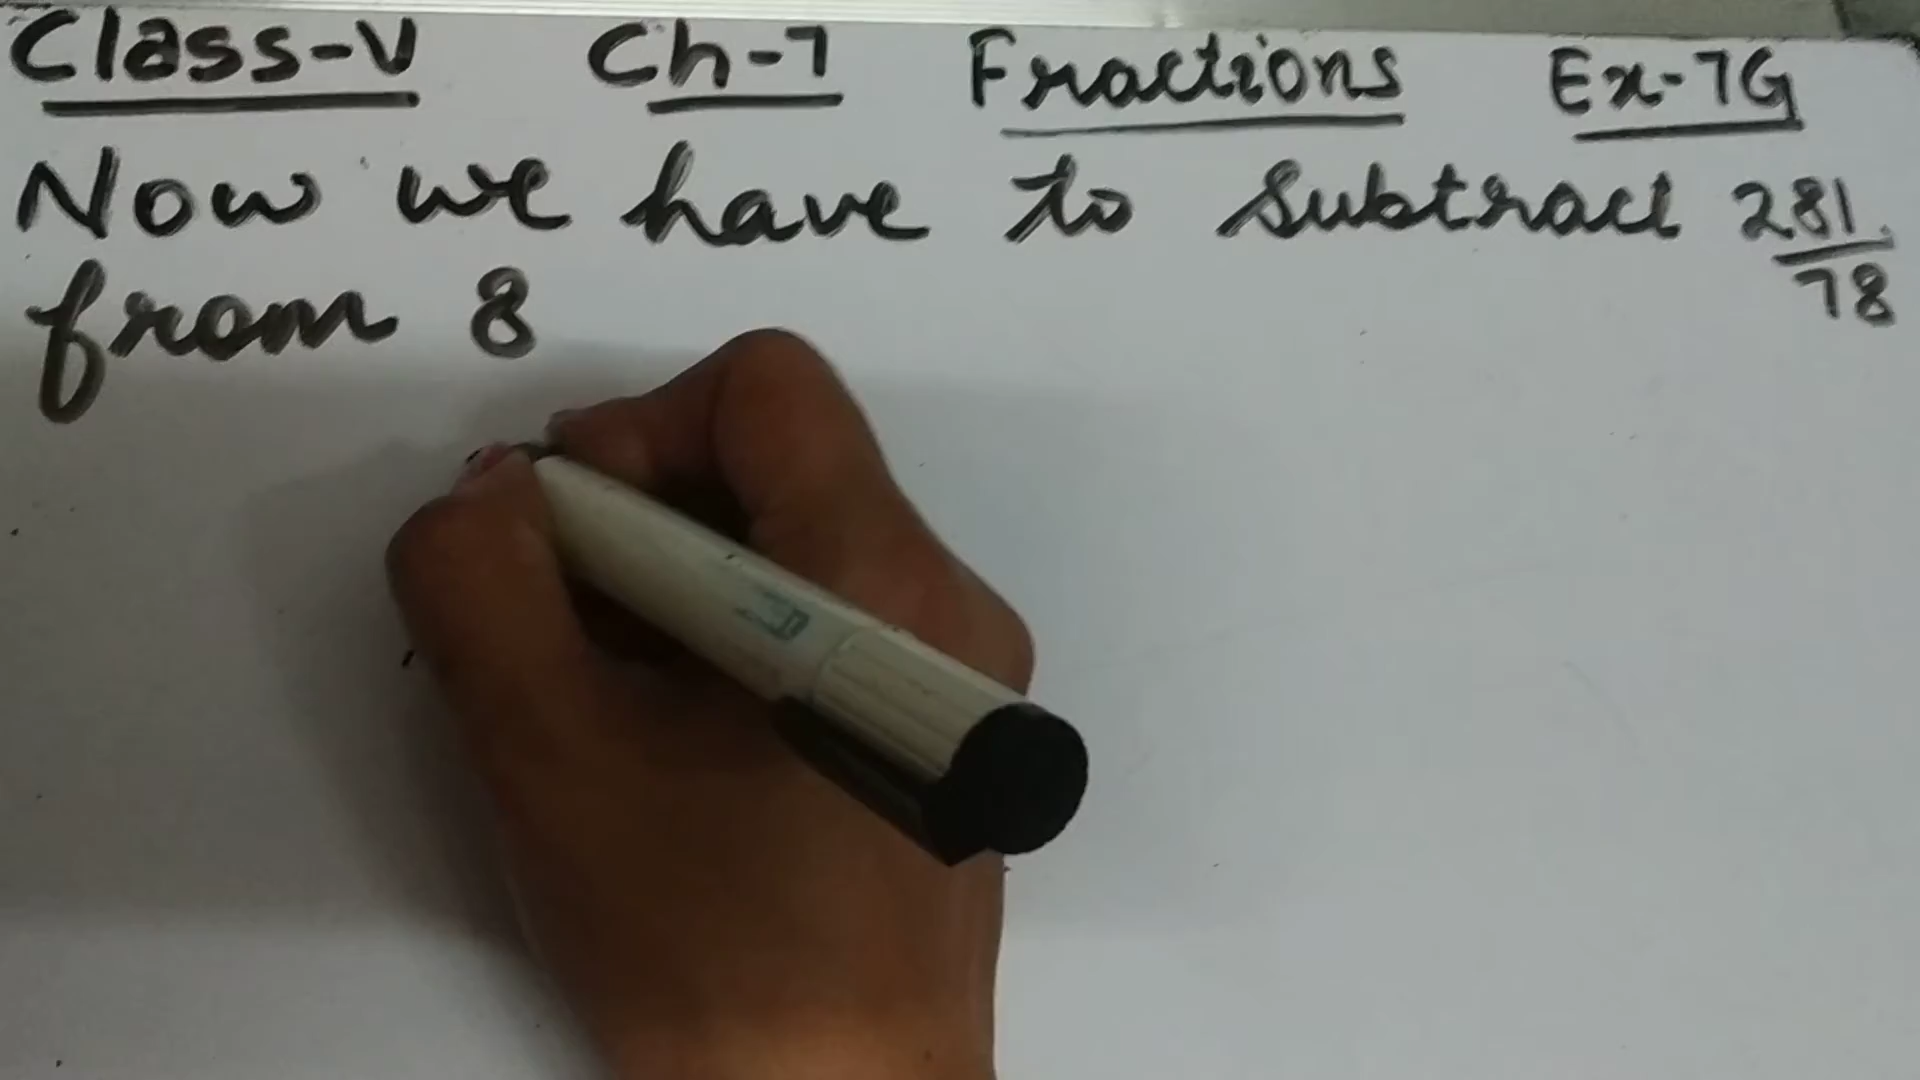 Class-V Ch-7 Fractions Ex-7G
Now we have to subtract 281/78
from 8